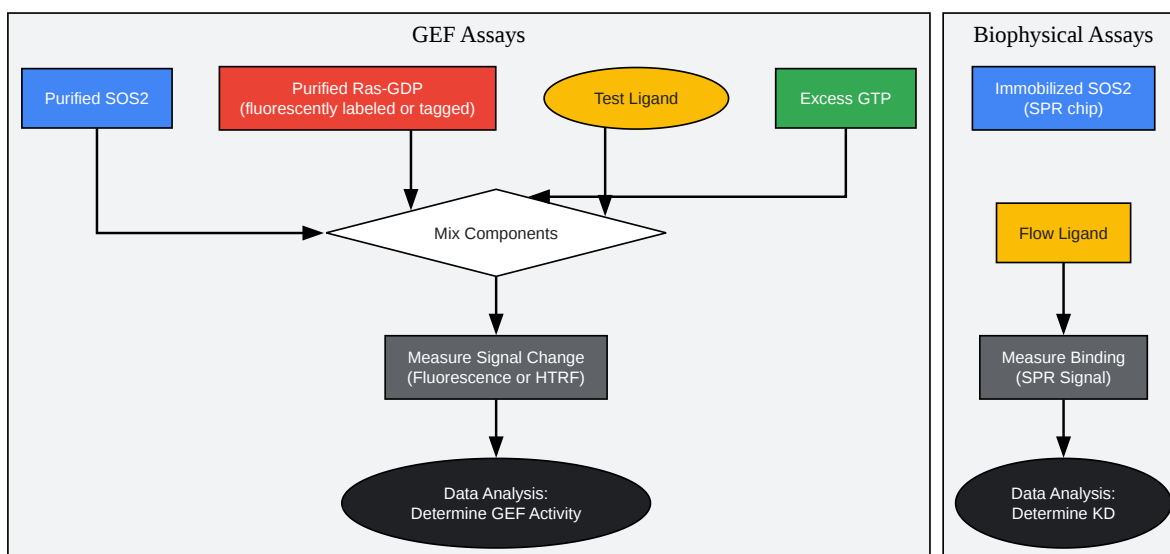 GEF Assays
Purified SOS2
Purified Ras-GDP
(fluorescently labeled or tagged)
Test Ligand
Excess GTP
Mix Components
Measure Signal Change
(Fluorescence or HTRF)
Data Analysis:
Determine GEF Activity
Biophysical Assays
Immobilized SOS2
(SPR chip)
Flow Ligand
Measure Binding
(SPR Signal)
Data Analysis:
Determine KD